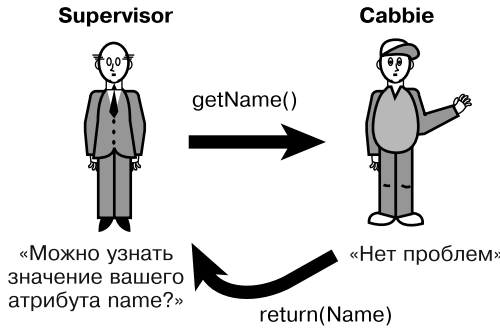 Supervisor
Cabbie
getName()
«Можно узнать
значение вашего
атрибута name?»
«Нет проблем»
return(Name)